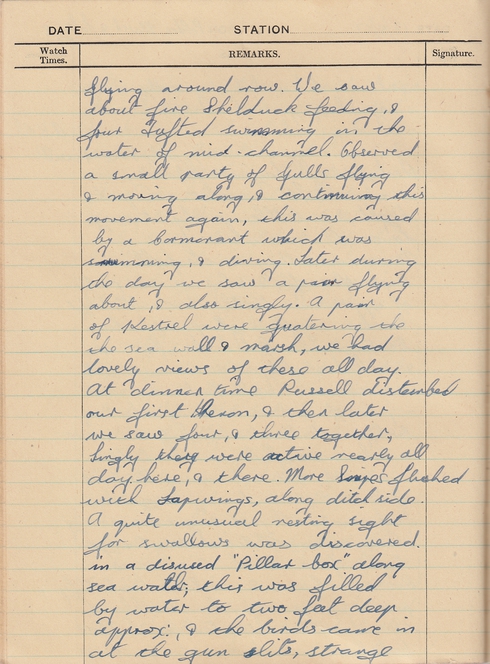 DATE STATION
Watch Times. REMARKS. Signature.
flying around now. We saw
about five Shelduck feeding, &
four Tufted swimming in the
water of mid-channel. Observed
a small party of Gulls flying
& moving along, & continuing this
movement again, this was caused
by a Cormorant which was
swimming, & diving. Later during
the day we saw a pair flying
about, & also singly. A pair
of Kestrel were quatering the
the sea wall & marsh, we had
lovely views of these all day.
At dinner time Russell disturbed
our first Heron, & then later
we saw four, & three together,
singly they were active nearly all
day here, & there. More Snipes flushed
with Lapwings, along ditch side.
A quite unusual nesting sight
for swallows was discovered.
in a disused "Pillar box" along
sea wall; this was filled
by water to two feet deep
approx:, & the birds came in
at the gun slits, strange